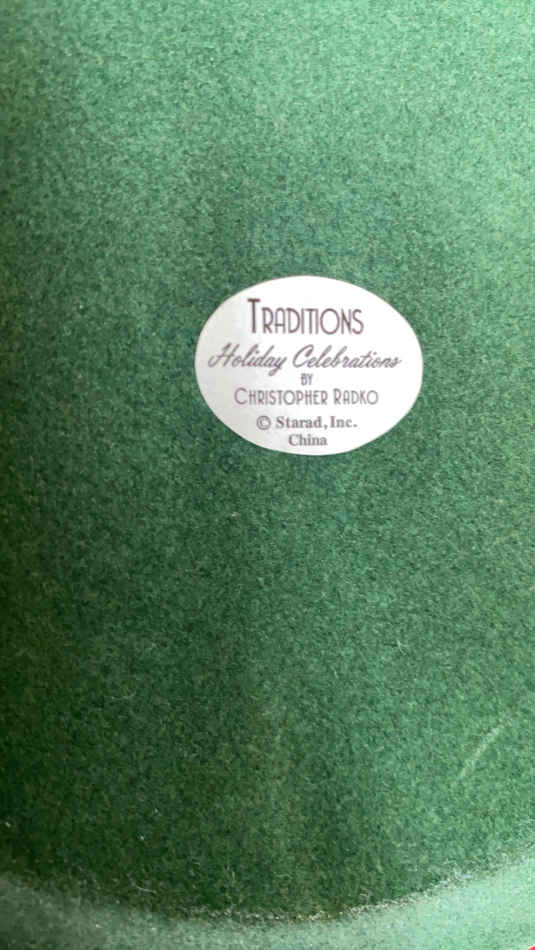 TRADITIONS
Holiday Celebrations
BY
CHRISTOPHER RADKO
© Starad, Inc.
China